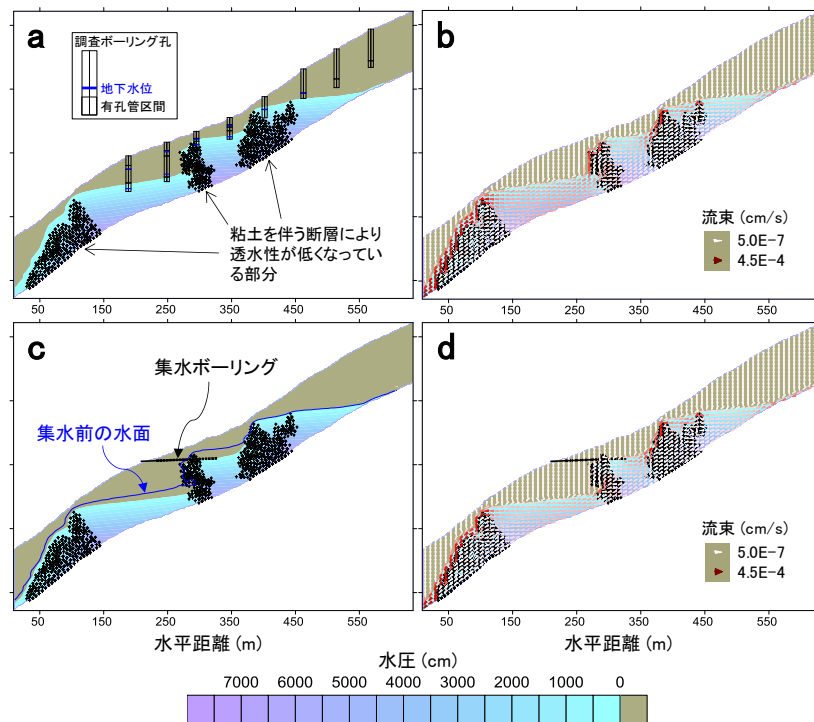 a
調査ボーリング孔
地下水位
有孔管区間
粘土を伴う断層により
透水性が低くなってい
る部分
50 150 250 350 450 550
b
流束 (cm/s)
5.0E-7
4.5E-4
50 150 250 350 450 550
c
集水ボーリング
集水前の水面
50 150 250 350 450 550
水平距離 (m)
d
流束 (cm/s)
5.0E-7
4.5E-4
50 150 250 350 450 550
水平距離 (m)
水圧 (cm)
7000 6000 5000 4000 3000 2000 1000 0